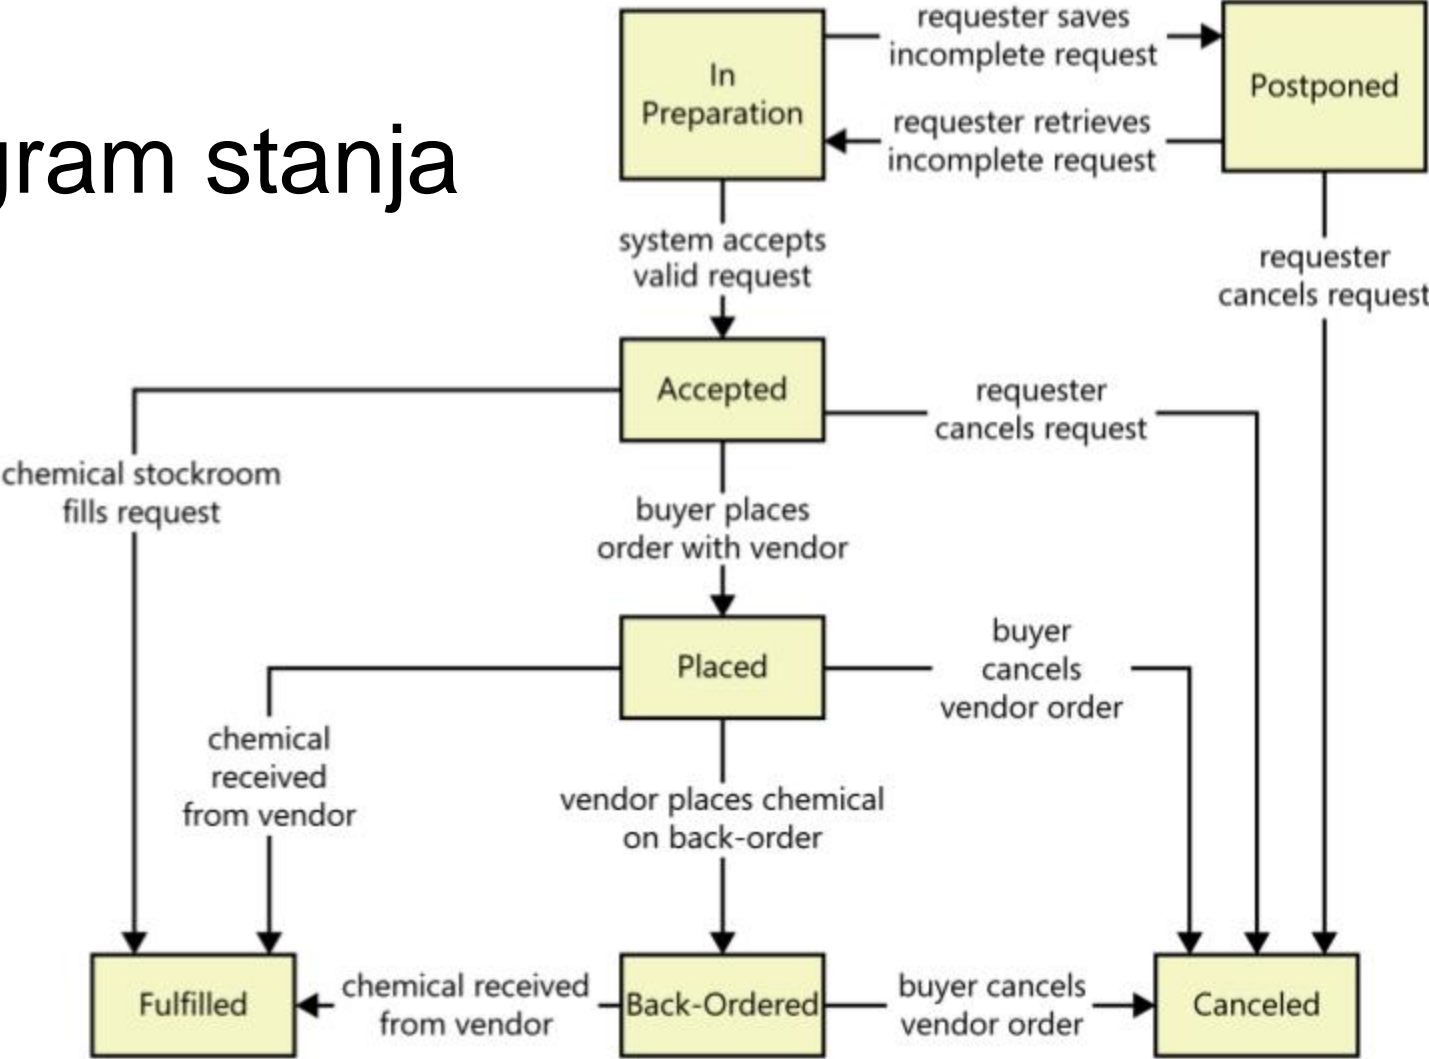 gram stanja
In
Preparation
requester saves
incomplete request
requester retrieves
incomplete request
Postponed
system accepts
valid request
requester
cancels request
Accepted
requester
cancels request
chemical stockroom
fills request
buyer places
order with vendor
Placed
buyer
cancels
vendor order
chemical
received
from vendor
vendor places chemical
on back-order
Fulfilled
chemical received
from vendor
Back-Ordered
buyer cancels
vendor order
Canceled